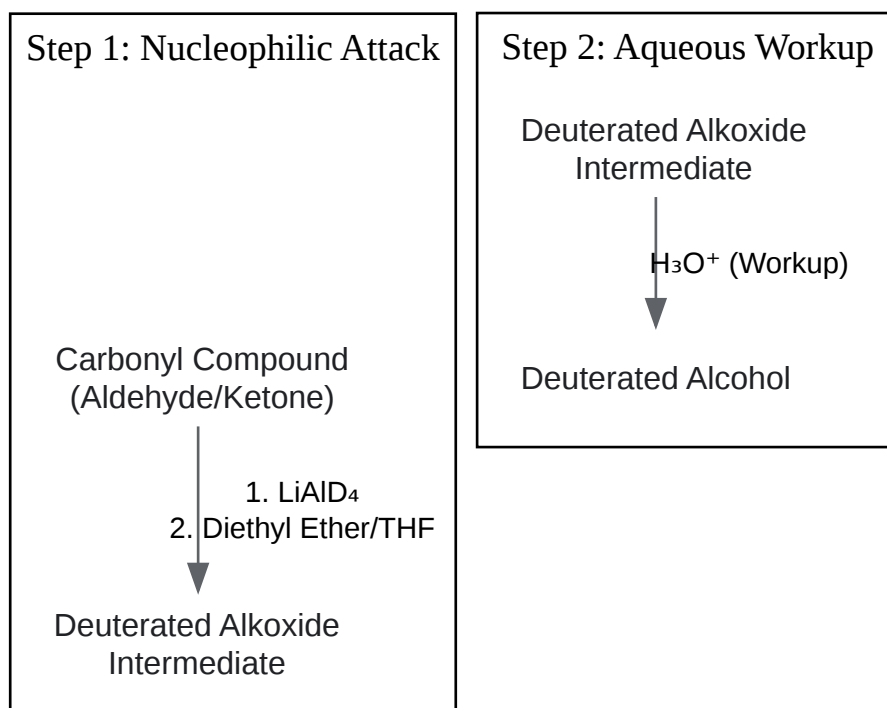 Step 1: Nucleophilic Attack
Carbonyl Compound
(Aldehyde/Ketone)
1. LiAlD₄
2. Diethyl Ether/THF
Deuterated Alkoxide
Intermediate
Step 2: Aqueous Workup
Deuterated Alkoxide
Intermediate
H₃O⁺ (Workup)
Deuterated Alcohol